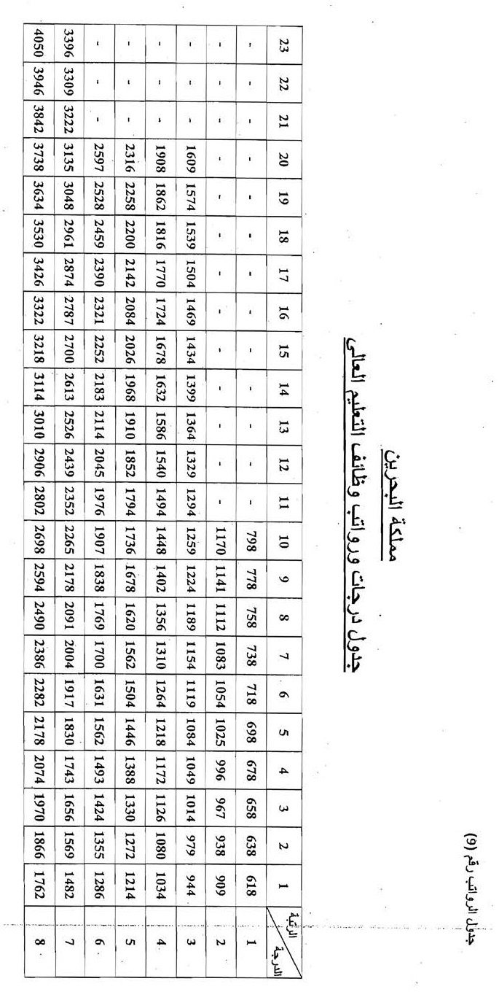 جدول الرواتب رقم (9)
مملكة البحرين
جدول درجات ورواتب وظائف التعليم العالي
الرتبة الدرجة 1 2 3 4 5 6 7 8 9 10 11 12 13 14 15 16 17 18 19 20 21 22 23
1 618 638 658 678 698 718 738 758 778 798 - - - - - - - - - - - - -
2 909 938 967 996 1025 1054 1083 1112 1141 1170 - - - - - - - - - - - - -
3 944 979 1014 1049 1084 1119 1154 1189 1224 1259 1294 1329 1364 1399 1434 1469 1504 1539 1574 1609 - - -
4 1034 1080 1126 1172 1218 1264 1310 1356 1402 1448 1494 1540 1586 1632 1678 1724 1770 1816 1862 1908 - - -
5 1214 1272 1330 1388 1446 1504 1562 1620 1678 1736 1794 1852 1910 1968 2026 2084 2142 2200 2258 2316 - - -
6 1286 1355 1424 1493 1562 1631 1700 1769 1838 1907 1976 2045 2114 2183 2252 2321 2390 2459 2528 2597 - - -
7 1482 1569 1656 1743 1830 1917 2004 2091 2178 2265 2352 2439 2526 2613 2700 2787 2874 2961 3048 3135 3222 3309 3396
8 1762 1866 1970 2074 2178 2282 2386 2490 2594 2698 2802 2906 3010 3114 3218 3322 3426 3530 3634 3738 3842 3946 4050